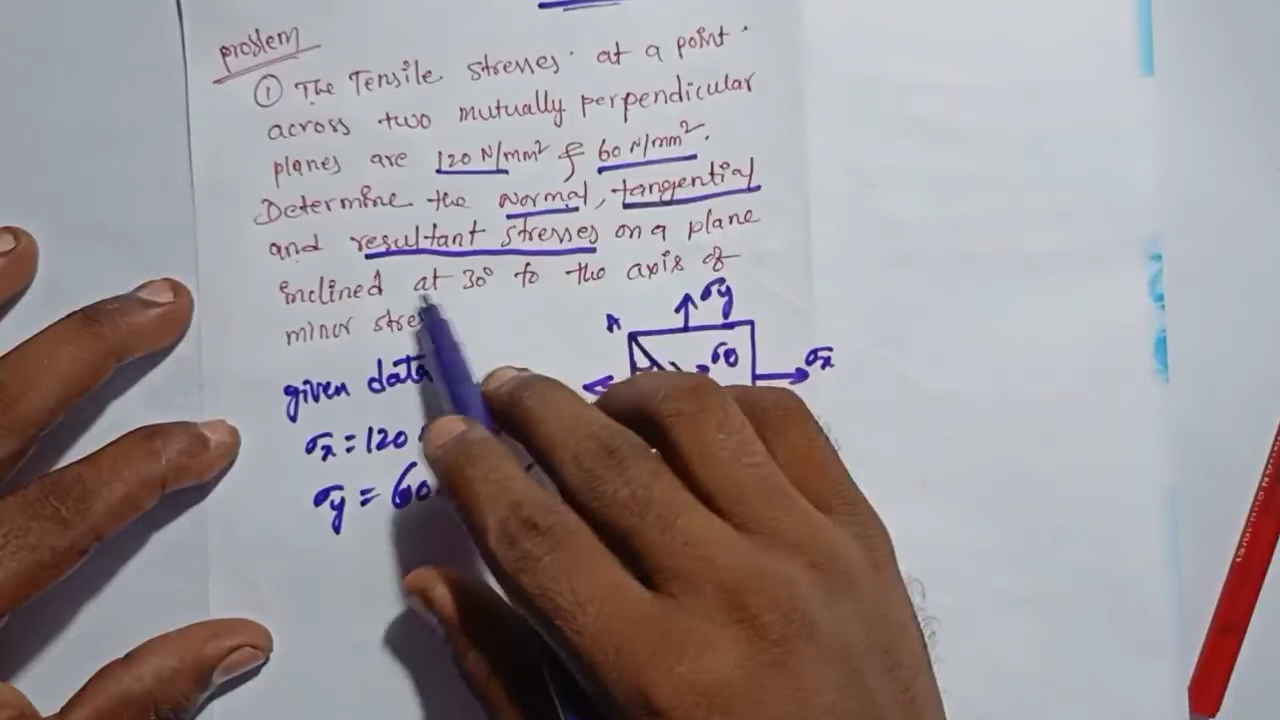 problem
① The Tensile stresses at a point
across two mutually perpendicular
planes are 120 N/mm² & 60 N/mm².
Determine the Normal, tangential
and resultant stresses on a plane
inclined at 30° to the axis of
minor stre
given data
σx = 120
σy = 60
A
σy
σθ
σx